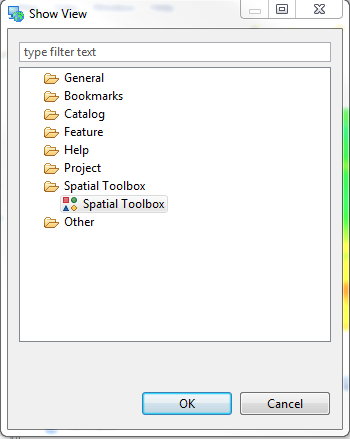 Show View
type filter text
General
Bookmarks
Catalog
Feature
Help
Project
Spatial Toolbox
Spatial Toolbox
Other
OK
Cancel